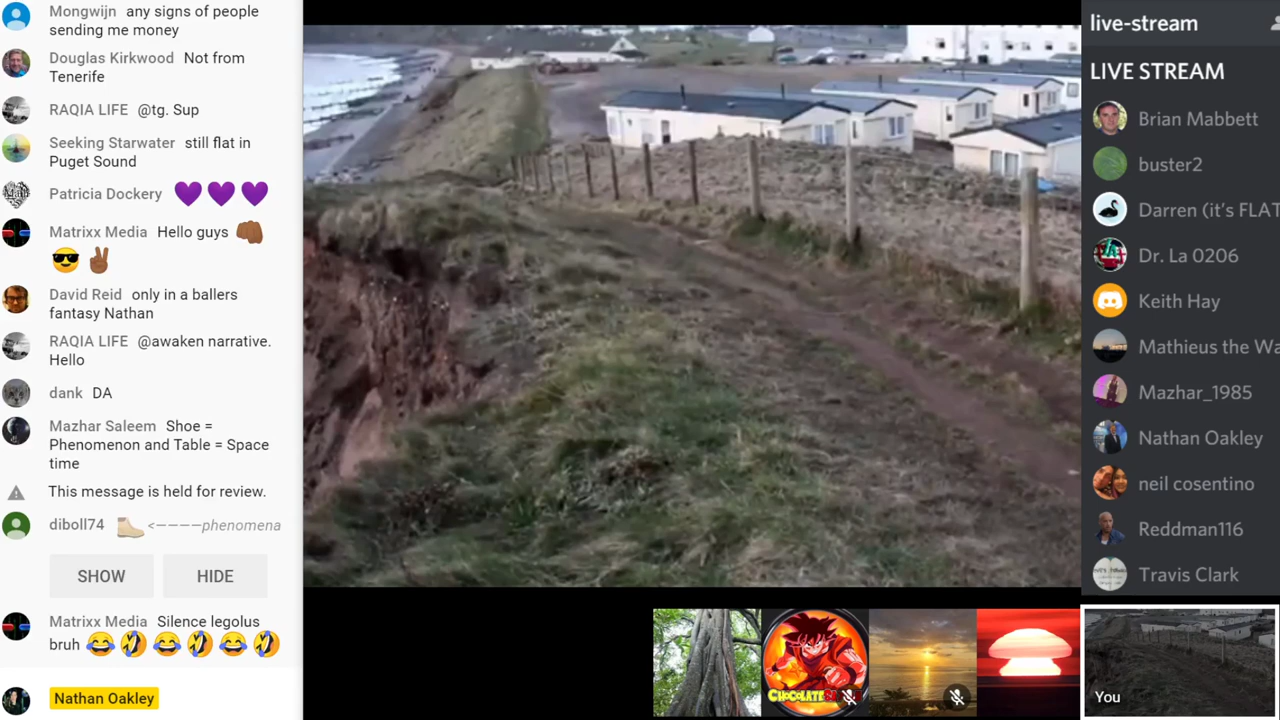 Mongwijn any signs of people
sending me money
Douglas Kirkwood Not from
Tenerife
RAQIA LIFE @tg. Sup
Seeking Starwater still flat in
Puget Sound
Patricia Dockery 💜 💜 💜
Matrixx Media Hello guys 👊🏾
😎 ✌🏾
David Reid only in a ballers
fantasy Nathan
RAQIA LIFE @awaken narrative.
Hello
dank DA
Mazhar Saleem Shoe =
Phenomenon and Table = Space
time
This message is held for review.
diboll74 <————phenomena
SHOW HIDE
Matrixx Media Silence legolus
bruh 😂 🤣 😂 🤣 😂 🤣
Nathan Oakley
live-stream
LIVE STREAM
Brian Mabbett
buster2
Darren (it's FLAT
Dr. La 0206
Keith Hay
Mathieus the Wa
Mazhar_1985
Nathan Oakley
neil cosentino
Reddman116
Travis Clark
You